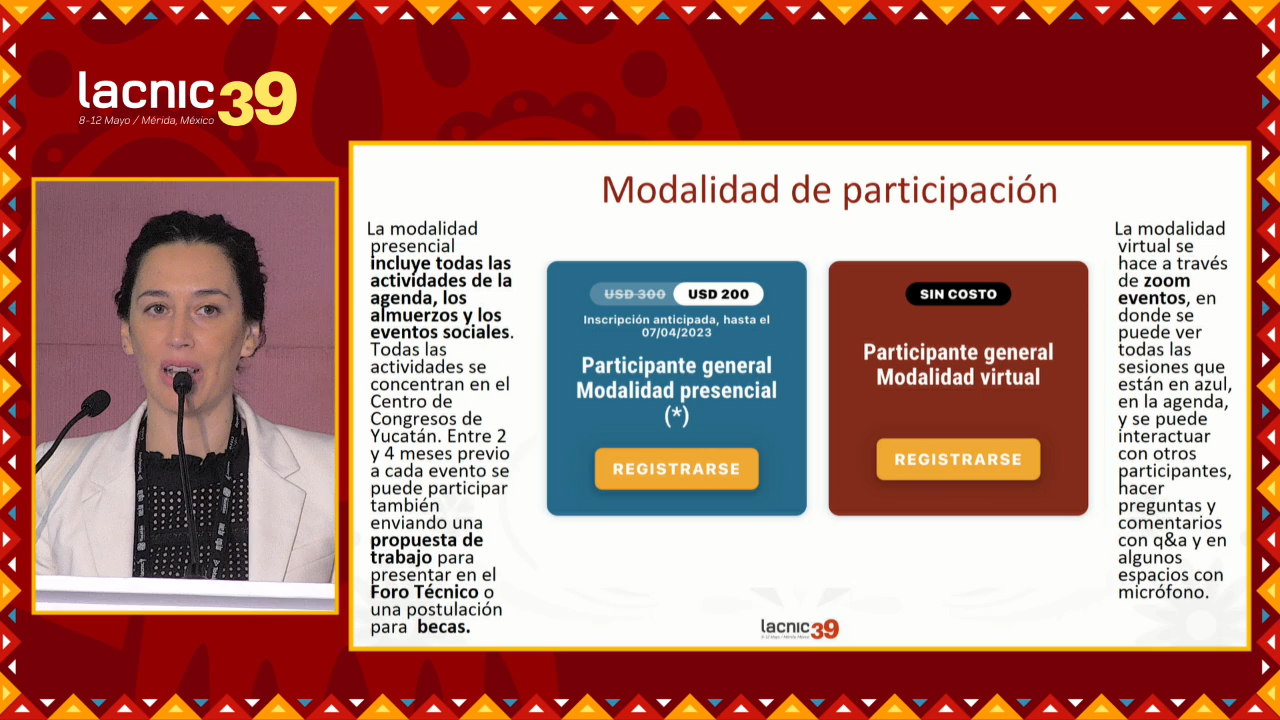 lacnic39
8-12 Mayo / Mérida, México
Modalidad de participación
La modalidad
presencial
incluye todas las
actividades de la
agenda, los
almuerzos y los
eventos sociales.
Todas las
actividades se
concentran en el
Centro de
Congresos de
Yucatán. Entre 2
y 4 meses previo
a cada evento se
puede participar
también
enviando una
propuesta de
trabajo para
presentar en el
Foro Técnico o
una postulación
para becas.
USD 300 USD 200
Inscripción anticipada, hasta el
07/04/2023
Participante general
Modalidad presencial
(*)
REGISTRARSE
SIN COSTO
Participante general
Modalidad virtual
REGISTRARSE
La modalidad
virtual se
hace a través
de zoom
eventos, en
donde se
puede ver
todas las
sesiones que
están en azul,
en la agenda,
y se puede
interactuar
con otros
participantes,
hacer
preguntas y
comentarios
con q&a y en
algunos
espacios con
micrófono.
lacnic39
8-12 Mayo / Mérida, México